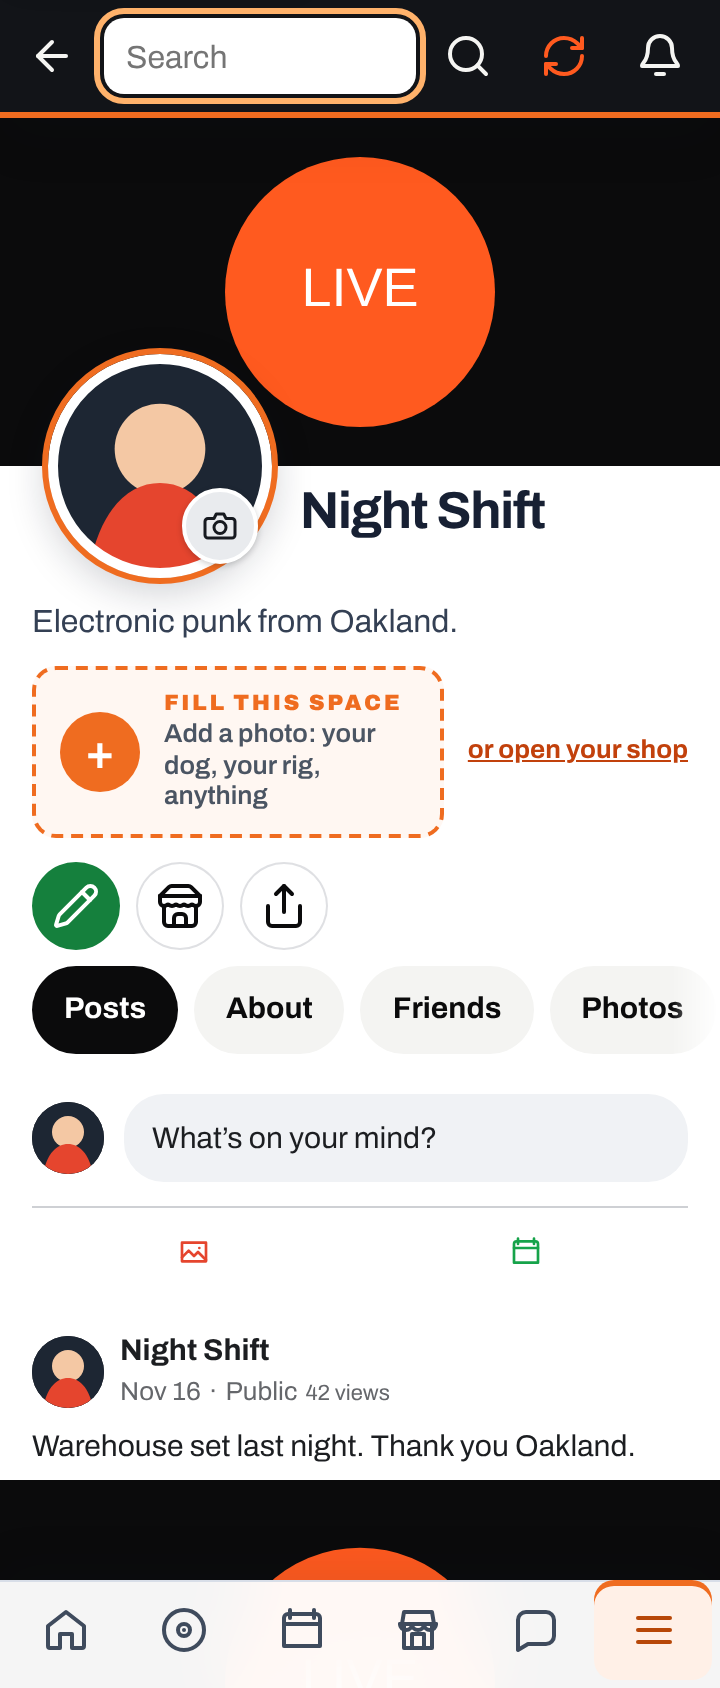 Search
LIVE
Night Shift
Electronic punk from Oakland.
FILL THIS SPACE
Add a photo: your
dog, your rig,
anything
or open your shop
Posts
About
Friends
Photos
What’s on your mind?
Night Shift
Nov 16 · Public 42 views
Warehouse set last night. Thank you Oakland.
LIVE